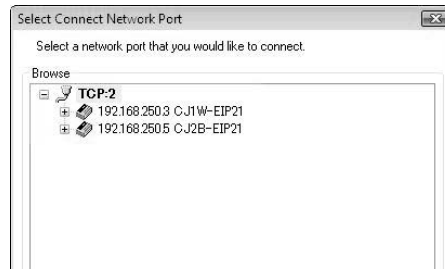 Select Connect Network Port
Select a network port that you would like to connect.
Browse
TCP:2
192.168.250.3 CJ1W-EIP21
192.168.250.5 CJ2B-EIP21